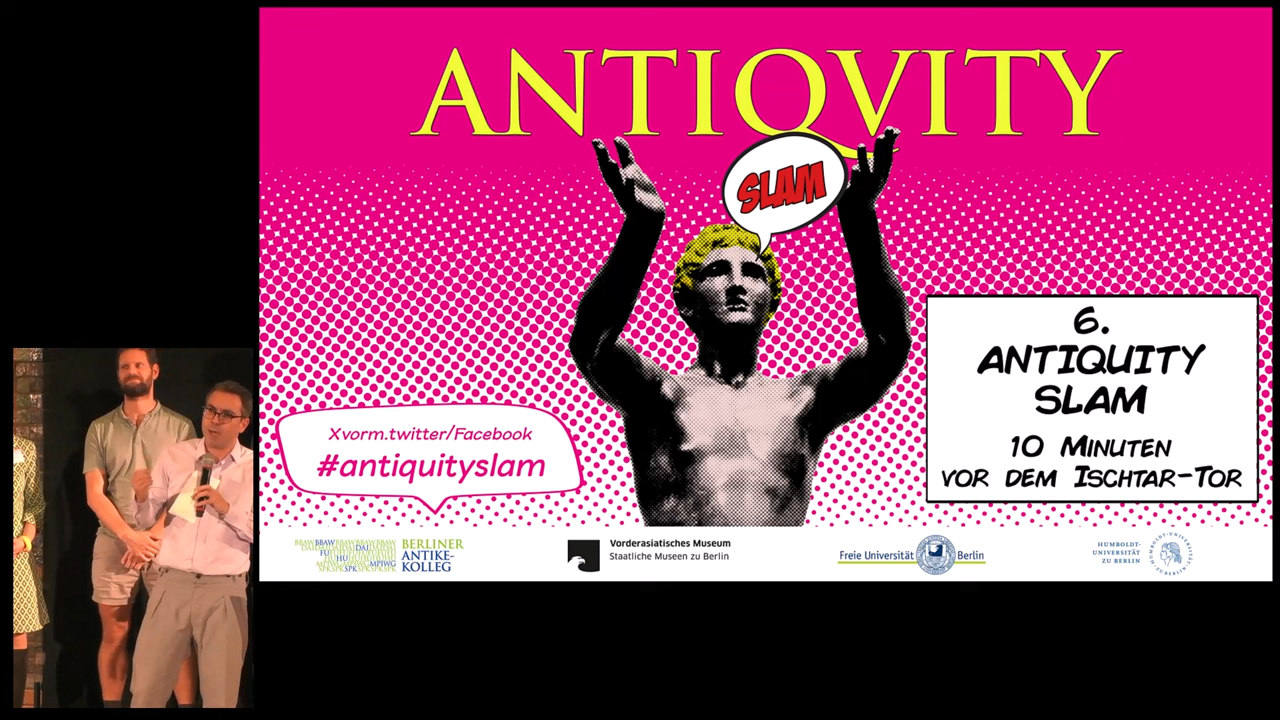 ANTIQVITY
SLAM
6.
ANTIQUITY
SLAM
10 MINUTEN
VOR DEM ISCHTAR-TOR
Xvorm.twitter/Facebook
#antiquityslam
BERLINER
ANTIKE-
KOLLEG
Vorderasiatisches Museum
Staatliche Museen zu Berlin
Freie Universität Berlin
HUMBOLDT-
UNIVERSITÄT
ZU BERLIN